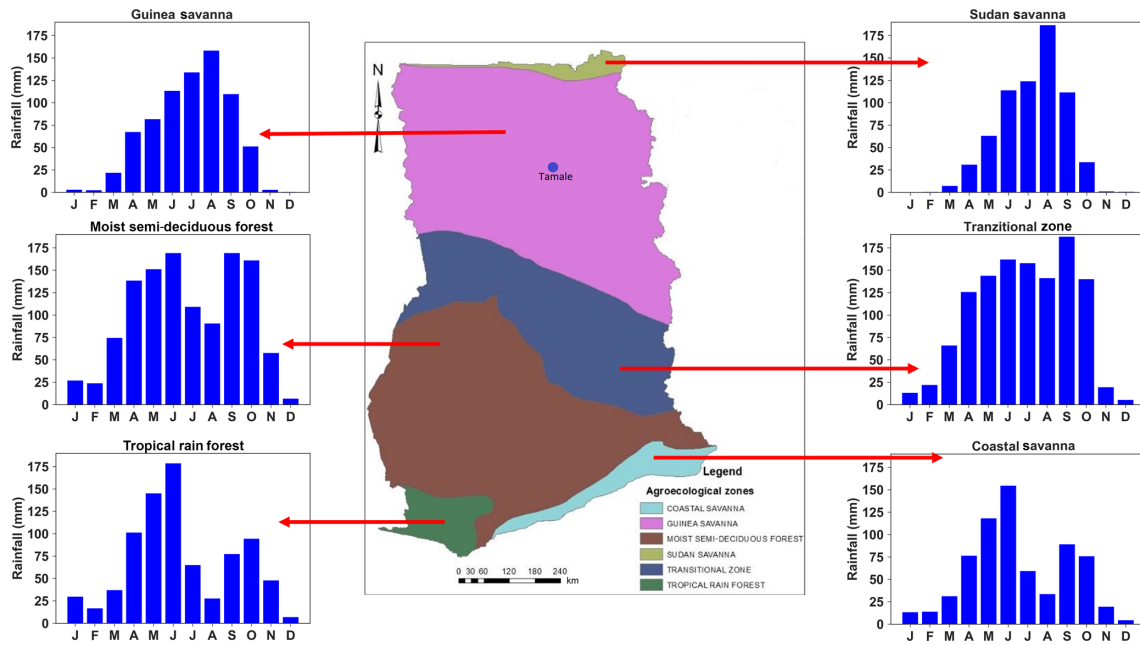 Guinea savanna
Rainfall (mm)
175
150
125
100
75
50
25
0
J F M A M J J A S O N D
Sudan savanna
Rainfall (mm)
175
150
125
100
75
50
25
0
J F M A M J J A S O N D
N
Tamale
Moist semi-deciduous forest
Rainfall (mm)
175
150
125
100
75
50
25
0
J F M A M J J A S O N D
Tranzitional zone
Rainfall (mm)
175
150
125
100
75
50
25
0
J F M A M J J A S O N D
Tropical rain forest
Rainfall (mm)
175
150
125
100
75
50
25
0
J F M A M J J A S O N D
Coastal savanna
Rainfall (mm)
175
150
125
100
75
50
25
0
J F M A M J J A S O N D
Legend
Agroecological zones
COASTAL SAVANNA
GUINEA SAVANNA
MOIST SEMI-DECIDUOUS FOREST
SUDAN SAVANNA
TRANSITIONAL ZONE
TROPICAL RAIN FOREST
0 30 60 120 180 240
km